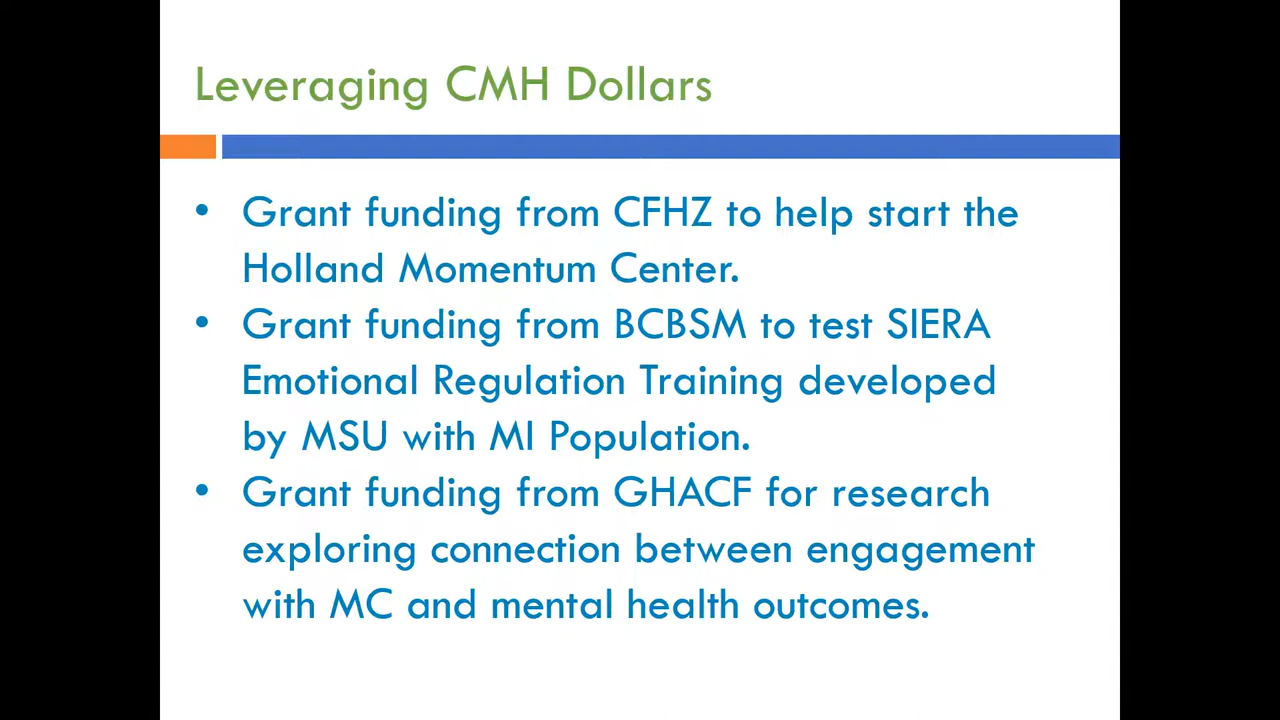 Leveraging CMH Dollars
• Grant funding from CFHZ to help start the
Holland Momentum Center.
• Grant funding from BCBSM to test SIERA
Emotional Regulation Training developed
by MSU with MI Population.
• Grant funding from GHACF for research
exploring connection between engagement
with MC and mental health outcomes.